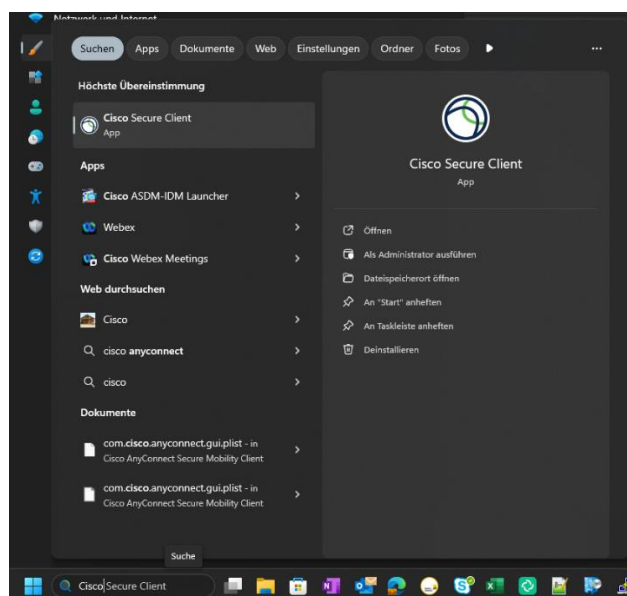 Netzwerk und Internet
Suchen Apps Dokumente Web Einstellungen Ordner Fotos
Höchste Übereinstimmung
Cisco Secure Client
App
Apps
Cisco ASDM-IDM Launcher
Webex
Cisco Webex Meetings
Web durchsuchen
Cisco
cisco anyconnect
cisco
Dokumente
com.cisco.anyconnect.gui.plist - in
Cisco AnyConnect Secure Mobility Client
com.cisco.anyconnect.gui.plist - in
Cisco AnyConnect Secure Mobility Client
Cisco Secure Client
App
Öffnen
Als Administrator ausführen
Dateispeicherort öffnen
An "Start" anheften
An Taskleiste anheften
Deinstallieren
Suche
Cisco Secure Client